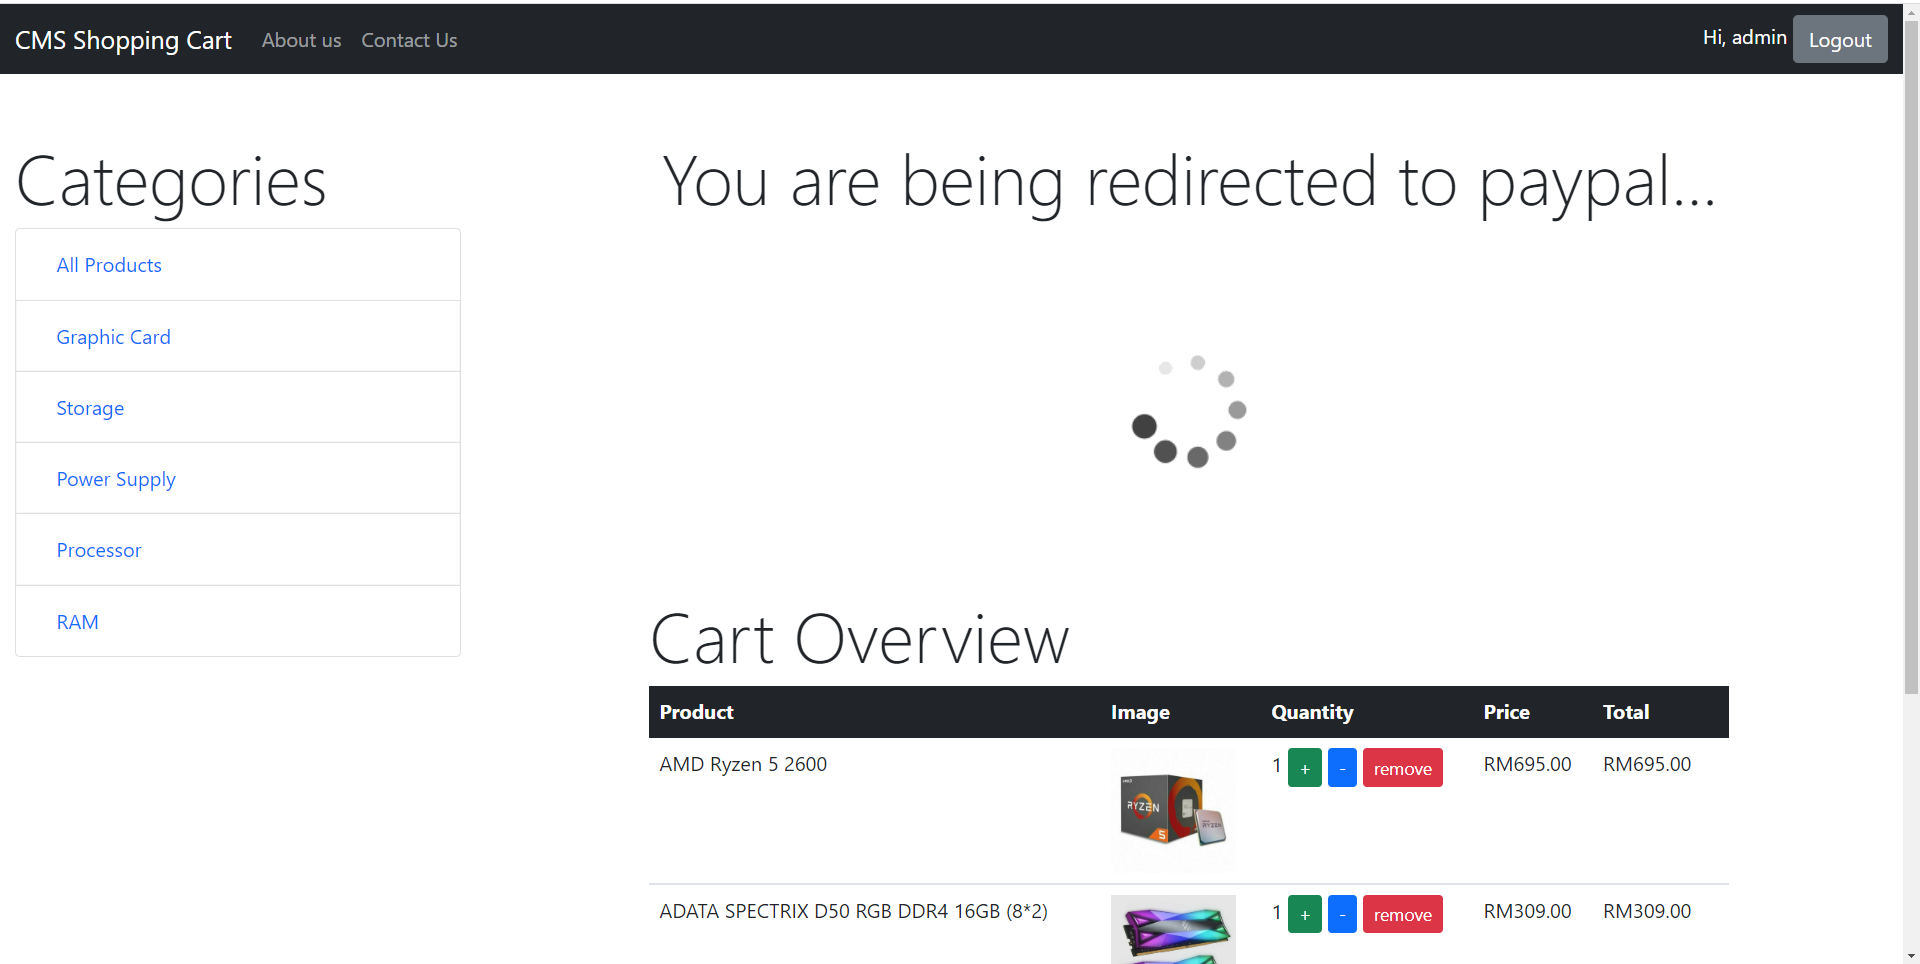 CMS Shopping Cart About us Contact Us Hi, admin Logout
Categories
All Products
Graphic Card
Storage
Power Supply
Processor
RAM
You are being redirected to paypal...
Cart Overview
Product Image Quantity Price Total
AMD Ryzen 5 2600 1 + - remove RM695.00 RM695.00
RYZEN
5
RYZEN
ADATA SPECTRIX D50 RGB DDR4 16GB (8*2) 1 + - remove RM309.00 RM309.00